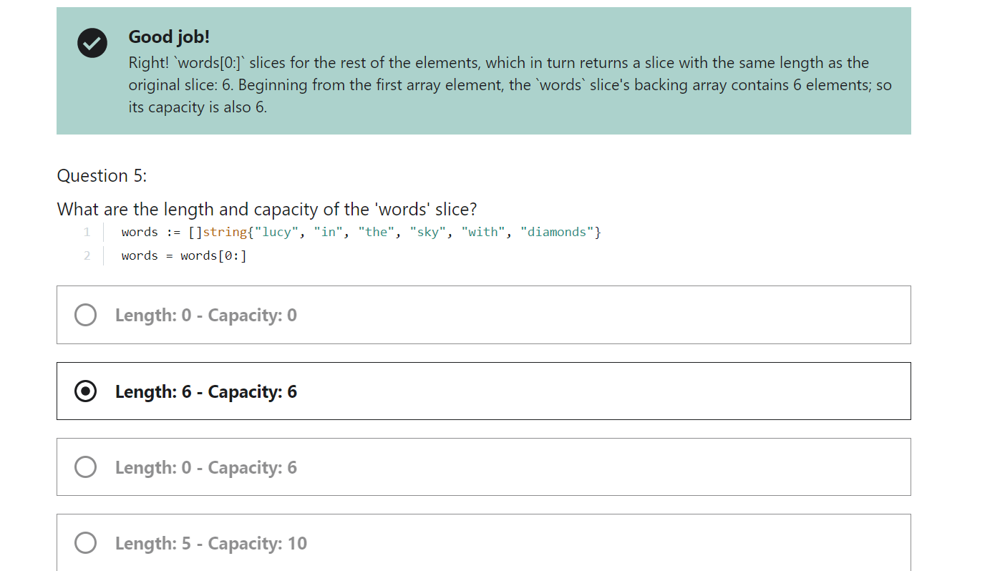 Good job!
Right! `words[0:]` slices for the rest of the elements, which in turn returns a slice with the same length as the
original slice: 6. Beginning from the first array element, the `words` slice's backing array contains 6 elements; so
its capacity is also 6.
Question 5:
What are the length and capacity of the 'words' slice?
1 words := []string{"lucy", "in", "the", "sky", "with", "diamonds"}
2 words = words[0:]
Length: 0 - Capacity: 0
Length: 6 - Capacity: 6
Length: 0 - Capacity: 6
Length: 5 - Capacity: 10